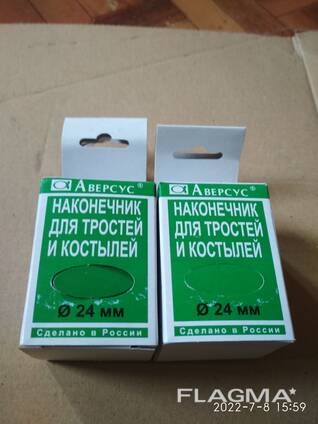 АВЕРСУС®
НАКОНЕЧНИК
ДЛЯ ТРОСТЕЙ
И КОСТЫЛЕЙ
Ø 24 мм
Сделано в России
АВЕРСУС®
НАКОНЕЧНИК
ДЛЯ ТРОСТЕЙ
И КОСТЫЛЕЙ
Ø 24 мм
Сделано в России
FLAGMA
2022-7-8 15:59